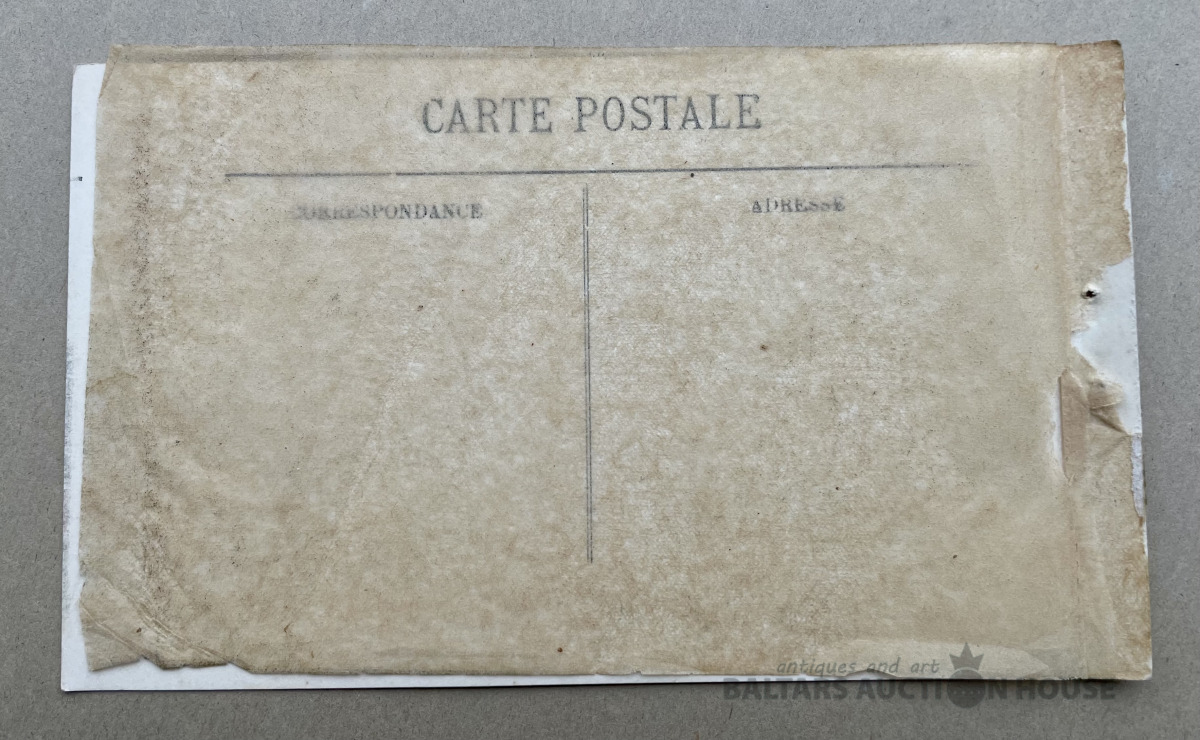 CARTE POSTALE
CORRESPONDANCE
ADRESSE
antiques and art
BALTARS AUCTION HOUSE